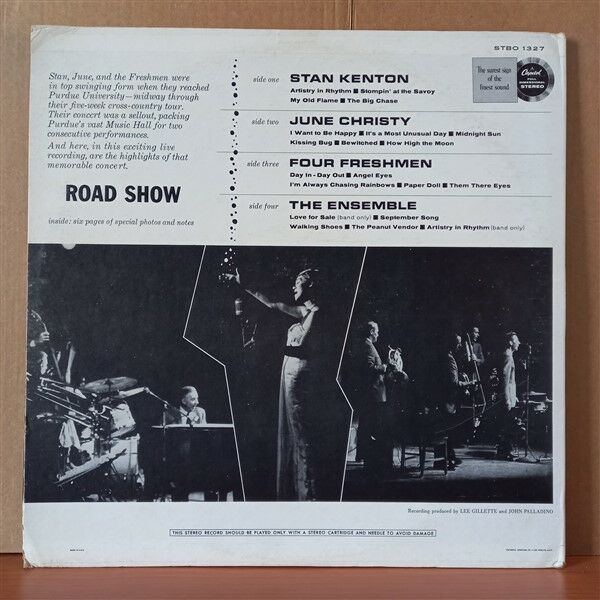 STBO 1327
The surest sign
of the
finest sound
Capitol
FULL
DIMENSIONAL
STEREO
Stan, June, and the Freshmen were
in top swinging form when they reached
Purdue University—midway through
their five-week cross-country tour.
Their concert was a sellout, packing
Purdue's vast Music Hall for two
consecutive performances.
And here, in this exciting live
recording, are the highlights of that
memorable concert.
ROAD SHOW
inside: six pages of special photos and notes
side one STAN KENTON
Artistry in Rhythm ■ Stompin' at the Savoy
My Old Flame ■ The Big Chase
side two JUNE CHRISTY
I Want to Be Happy ■ It's a Most Unusual Day ■ Midnight Sun
Kissing Bug ■ Bewitched ■ How High the Moon
side three FOUR FRESHMEN
Day In - Day Out ■ Angel Eyes
I'm Always Chasing Rainbows ■ Paper Doll ■ Them There Eyes
side four THE ENSEMBLE
Love for Sale (band only) ■ September Song
Walking Shoes ■ The Peanut Vendor ■ Artistry in Rhythm (band only)
Recording produced by LEE GILLETTE and JOHN PALLADINO
THIS STEREO RECORD SHOULD BE PLAYED ONLY WITH A STEREO CARTRIDGE AND NEEDLE TO AVOID DAMAGE